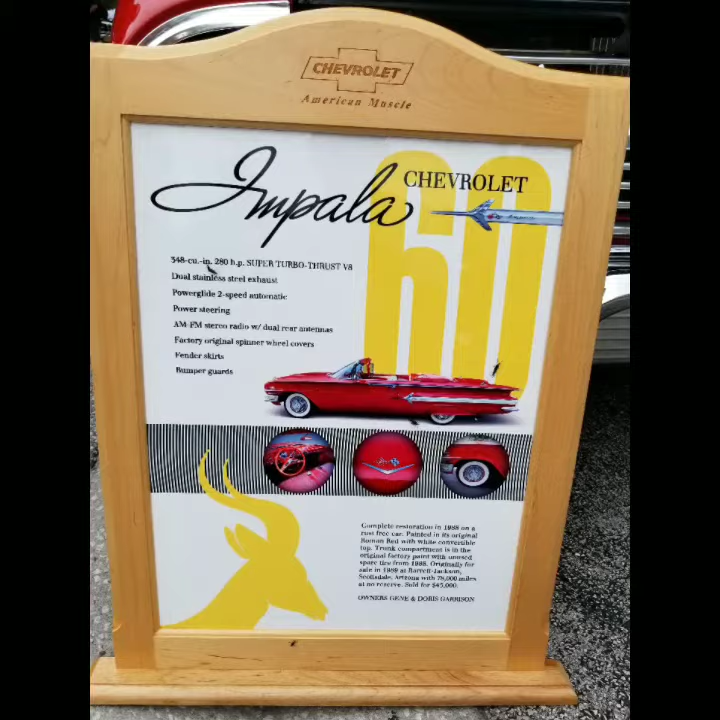 CHEVROLET
American Muscle
Impala
CHEVROLET
60
348-cu.-in. 280 h.p. SUPER TURBO-THRUST V8
Dual stainless steel exhaust
Powerglide 2-speed automatic
Power steering
AM-FM stereo radio w/ dual rear antennas
Factory original spinner wheel covers
Fender skirts
Bumper guards
Complete restoration in 1988 on a
rust free car. Painted in its original
Roman Red with white convertible
top. Trunk compartment is in the
original factory paint with unused
spare tire from 1988. Originally for
sale in 1989 at Barrett-Jackson,
Scottsdale, Arizona with 78,000 miles
at no reserve. Sold for $45,000.
OWNERS GENE & DORIS GARRISON